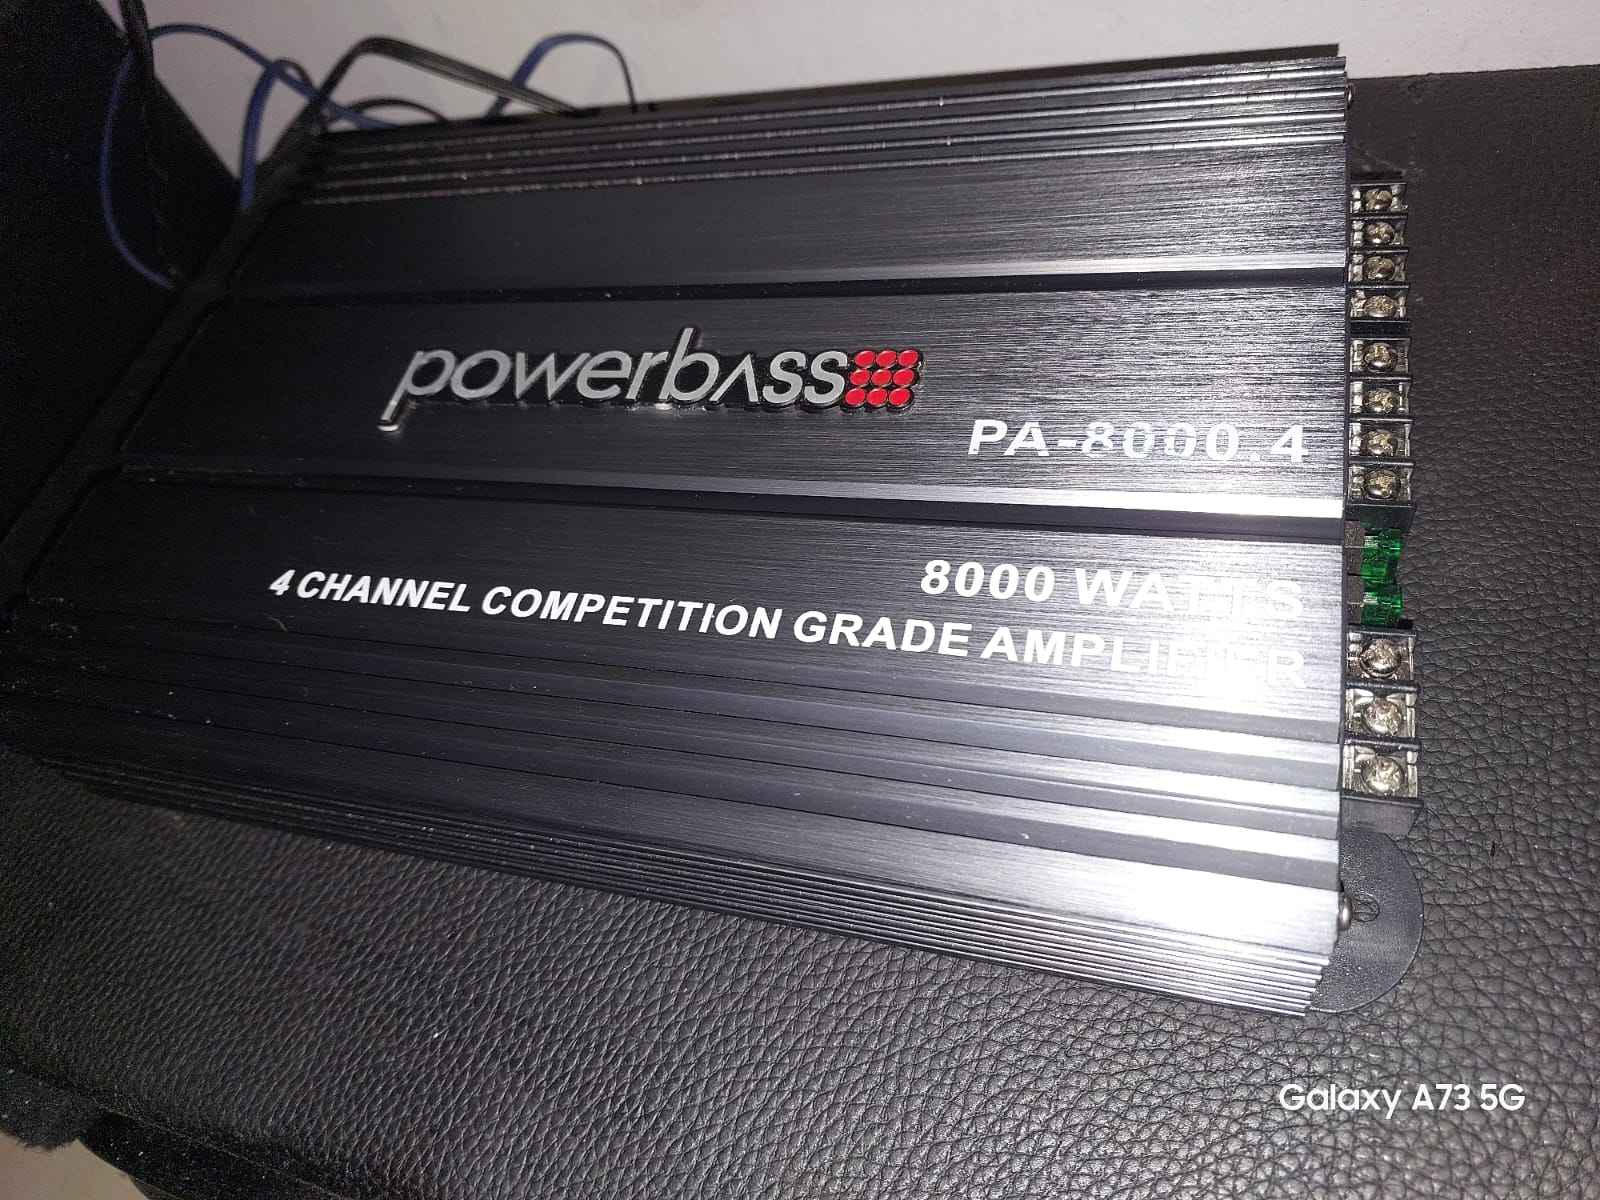 powerbass
PA-8000.4
8000 WATTS
4 CHANNEL COMPETITION GRADE AMPLIFIER
Galaxy A73 5G